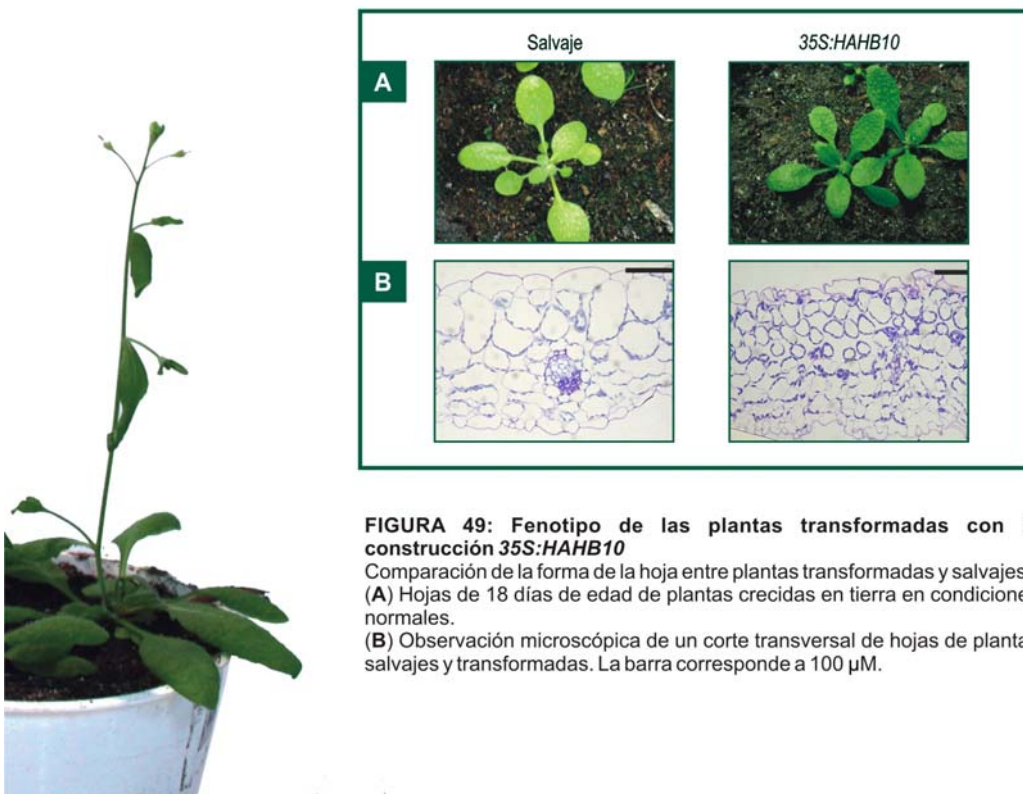 Salvaje 35S:HAHB10
A
B
FIGURA 49: Fenotipo de las plantas transformadas con
construcción 35S:HAHB10
Comparación de la forma de la hoja entre plantas transformadas y salvajes
(A) Hojas de 18 días de edad de plantas crecidas en tierra en condicione
normales.
(B) Observación microscópica de un corte transversal de hojas de planta
salvajes y transformadas. La barra corresponde a 100 µM.